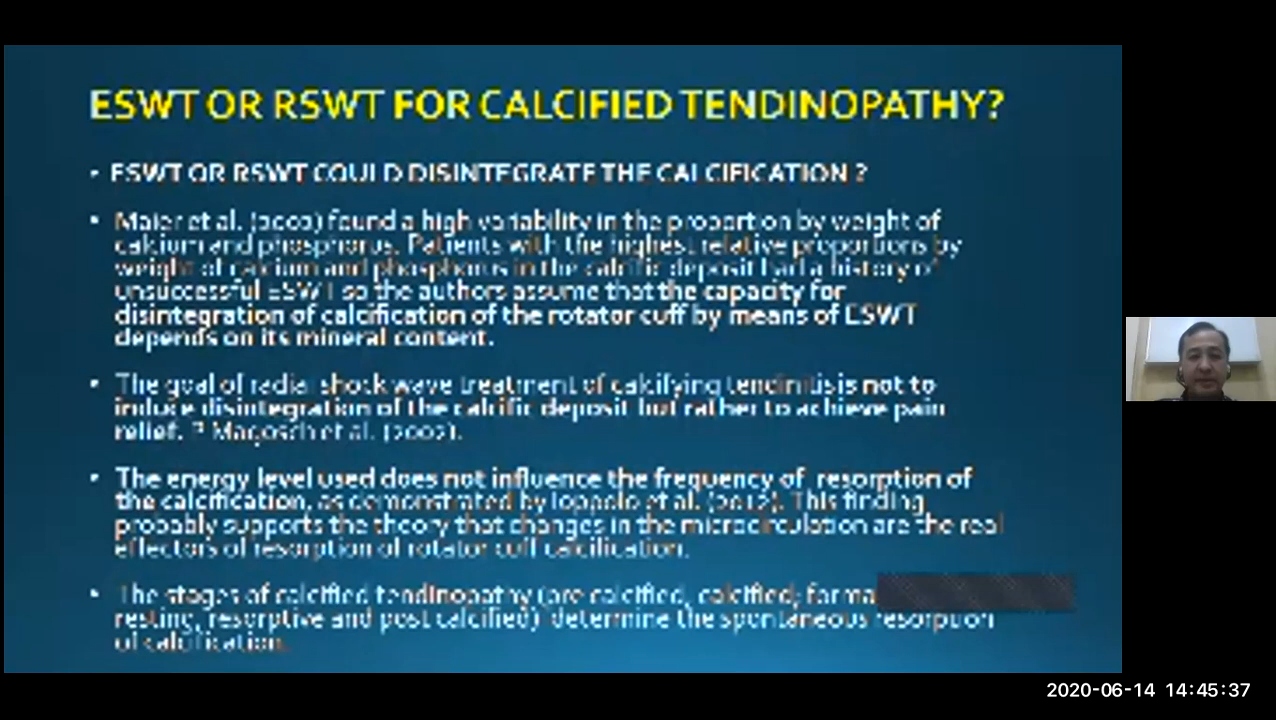 ESWT OR RSWT FOR CALCIFIED TENDINOPATHY?
• ESWT OR RSWT COULD DISINTEGRATE THE CALCIFICATION ?
• Maier et al. (2002) found a high variability in the proportion by weight of
calcium and phosphorus. Patients with the highest relative proportions by
weight of calcium and phosphorus in the calcific deposit had a history of
unsuccessful ESWT so the authors assume that the capacity for
disintegration of calcification of the rotator cuff by means of ESWT
depends on its mineral content.
• The goal of radial shock wave treatment of calcifying tendinitis is not to
induce disintegration of the calcific deposit but rather to achieve pain
relief. P Magosch et al. (2002).
• The energy level used does not influence the frequency of resorption of
the calcification, as demonstrated by Ioppolo et al. (2012). This finding
probably supports the theory that changes in the microcirculation are the real
effectors of resorption of rotator cuff calcification.
• The stages of calcified tendinopathy (pre calcified, calcified; forma
resting, resorptive and post calcified) determine the spontaneous resorption
of calcification.
2020-06-14 14:45:37